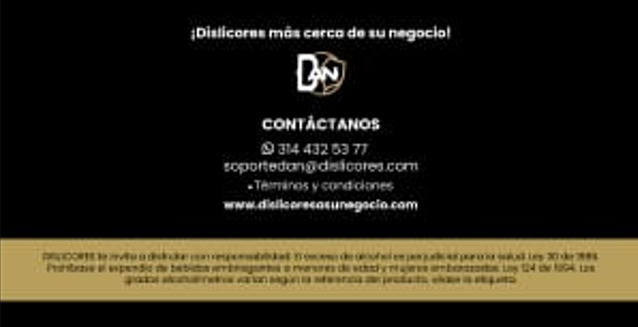 ¡Dislicores más cerca de su negocio!
DAN
CONTÁCTANOS
314 432 53 77
soportedan@dislicores.com
•Términos y condiciones
www.dislicoresasunegocio.com
DISLICORES te invita a disfrutar con responsabilidad. El exceso de alcohol es perjudicial para la salud. Ley 30 de 1986.
Prohíbase el expendio de bebidas embriagantes a menores de edad y mujeres embarazadas. Ley 124 de 1994. Los
grados alcoholimétricos varían según la referencia del producto, véase la etiqueta.